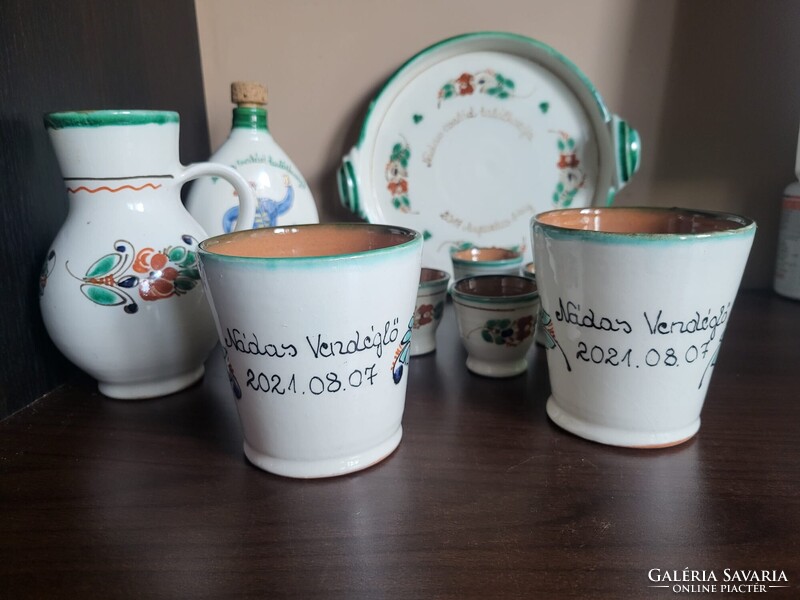 Nádas Vendéglő
2021.08.07
Nádas Vendéglő
2021.08.07
GALÉRIA SAVARIA
ONLINE PIACTÉR